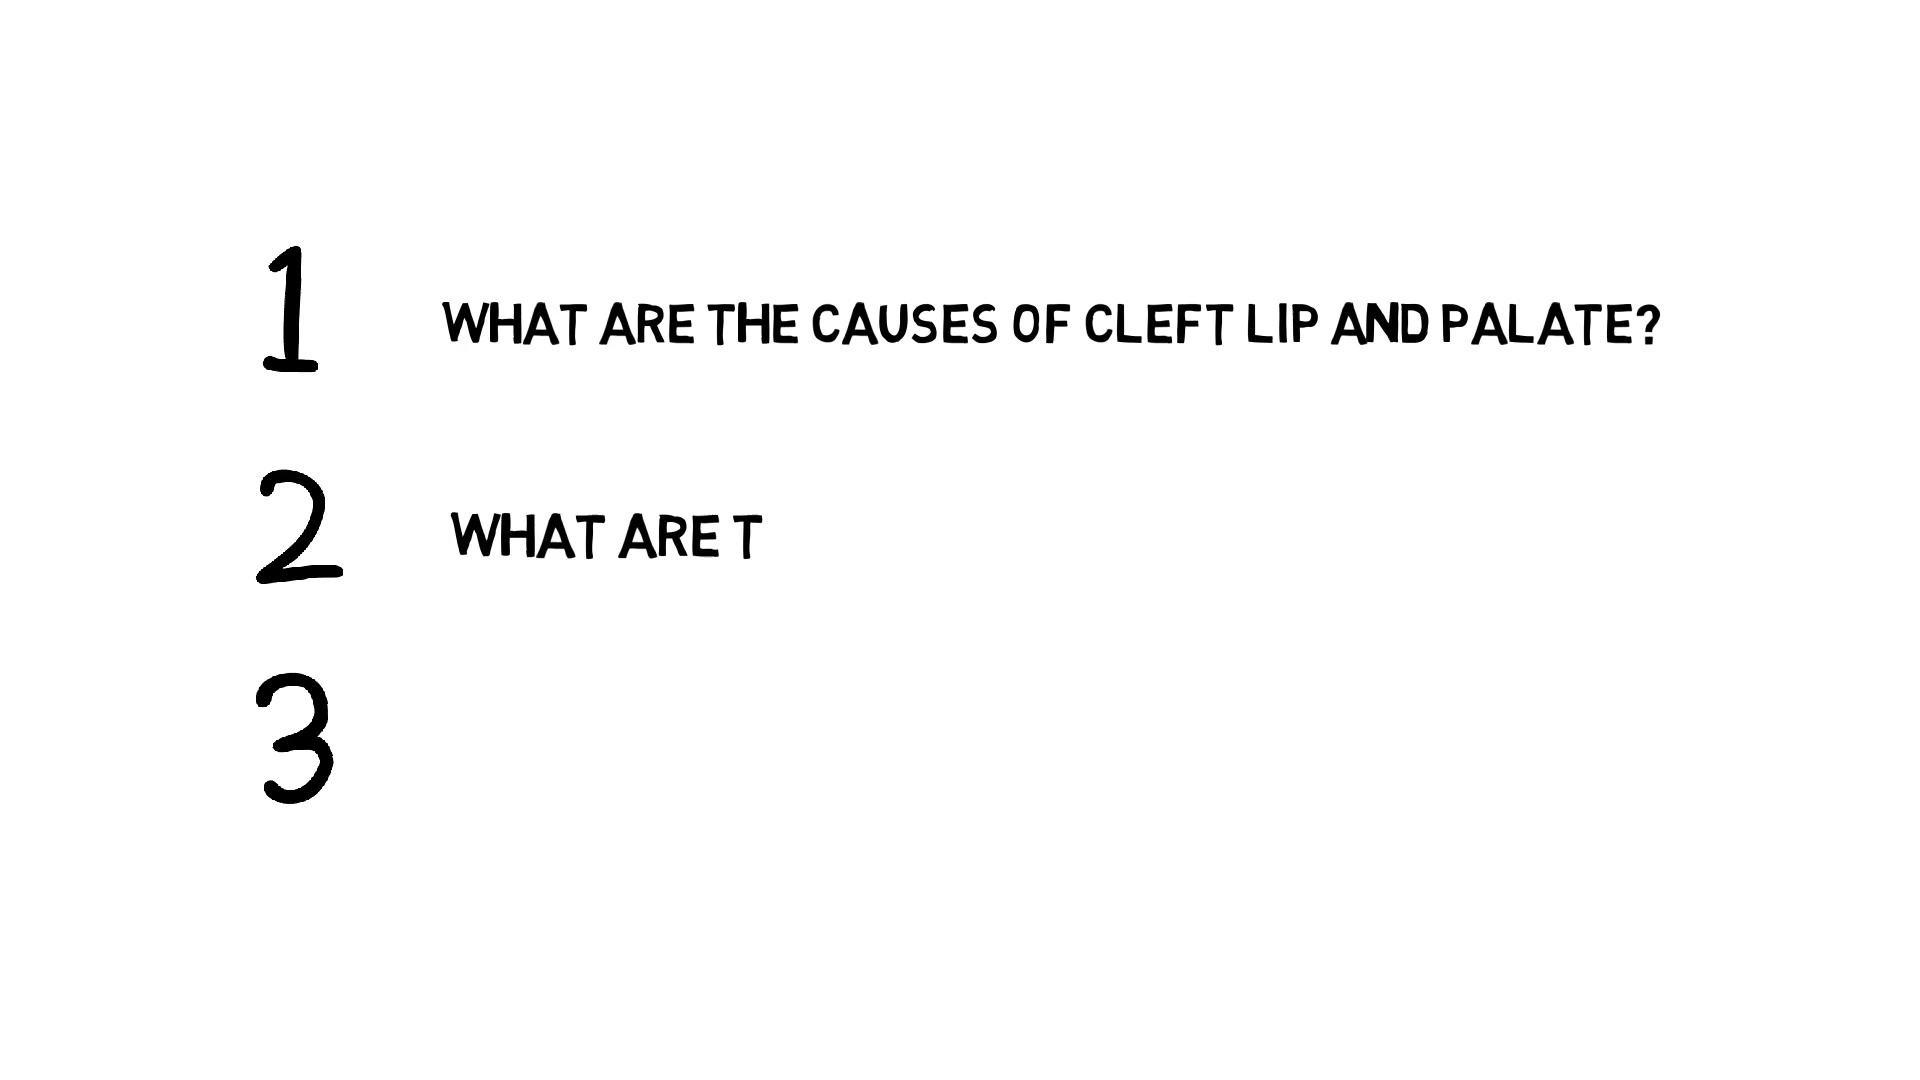 1 WHAT ARE THE CAUSES OF CLEFT LIP AND PALATE?
2 WHAT ARE T
3